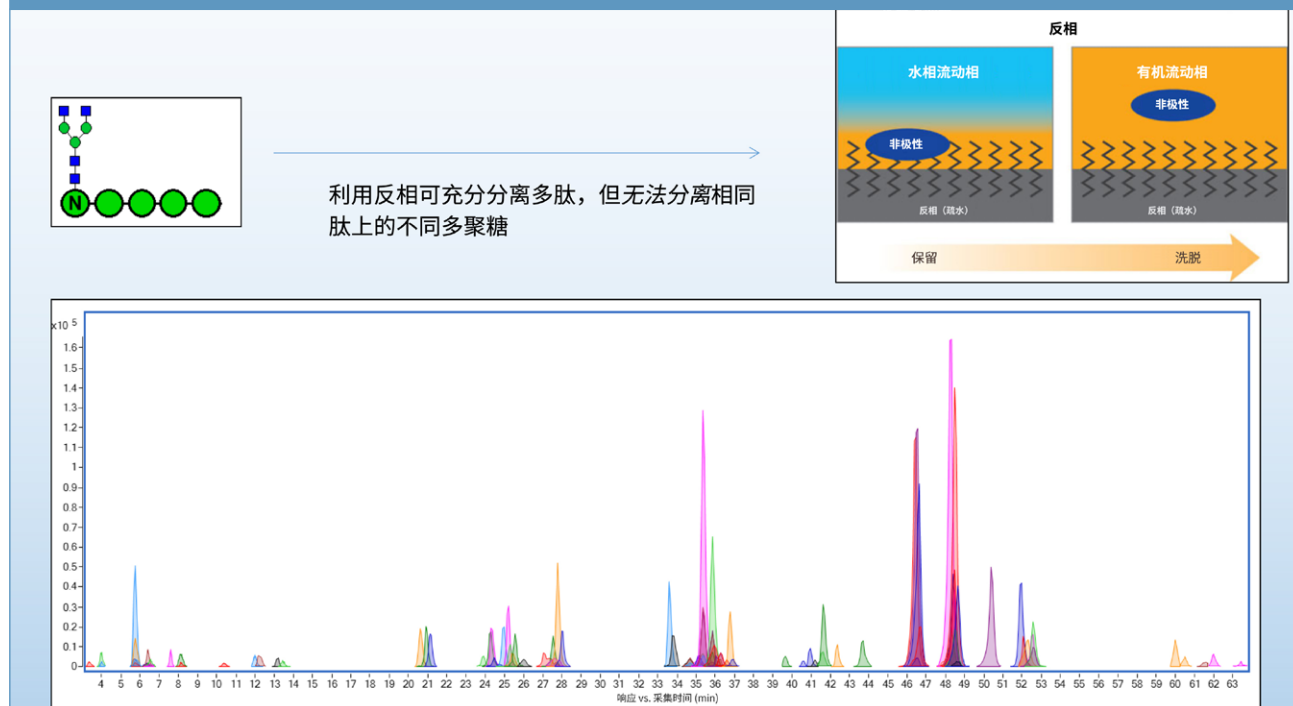 反相
水相流动相
有机流动相
非极性
非极性
反相（疏水）
反相（疏水）
保留
洗脱
N
利用反相可充分分离多肽，但无法分离相同
肽上的不同多聚糖
x10 5
1.6
1.5
1.4
1.3
1.2
1.1
1
0.9
0.8
0.7
0.6
0.5
0.4
0.3
0.2
0.1
0
4 5 6 7 8 9 10 11 12 13 14 15 16 17 18 19 20 21 22 23 24 25 26 27 28 29 30 31 32 33 34 35 36 37 38 39 40 41 42 43 44 45 46 47 48 49 50 51 52 53 54 55 56 57 58 59 60 61 62 63
响应 vs. 采集时间 (min)